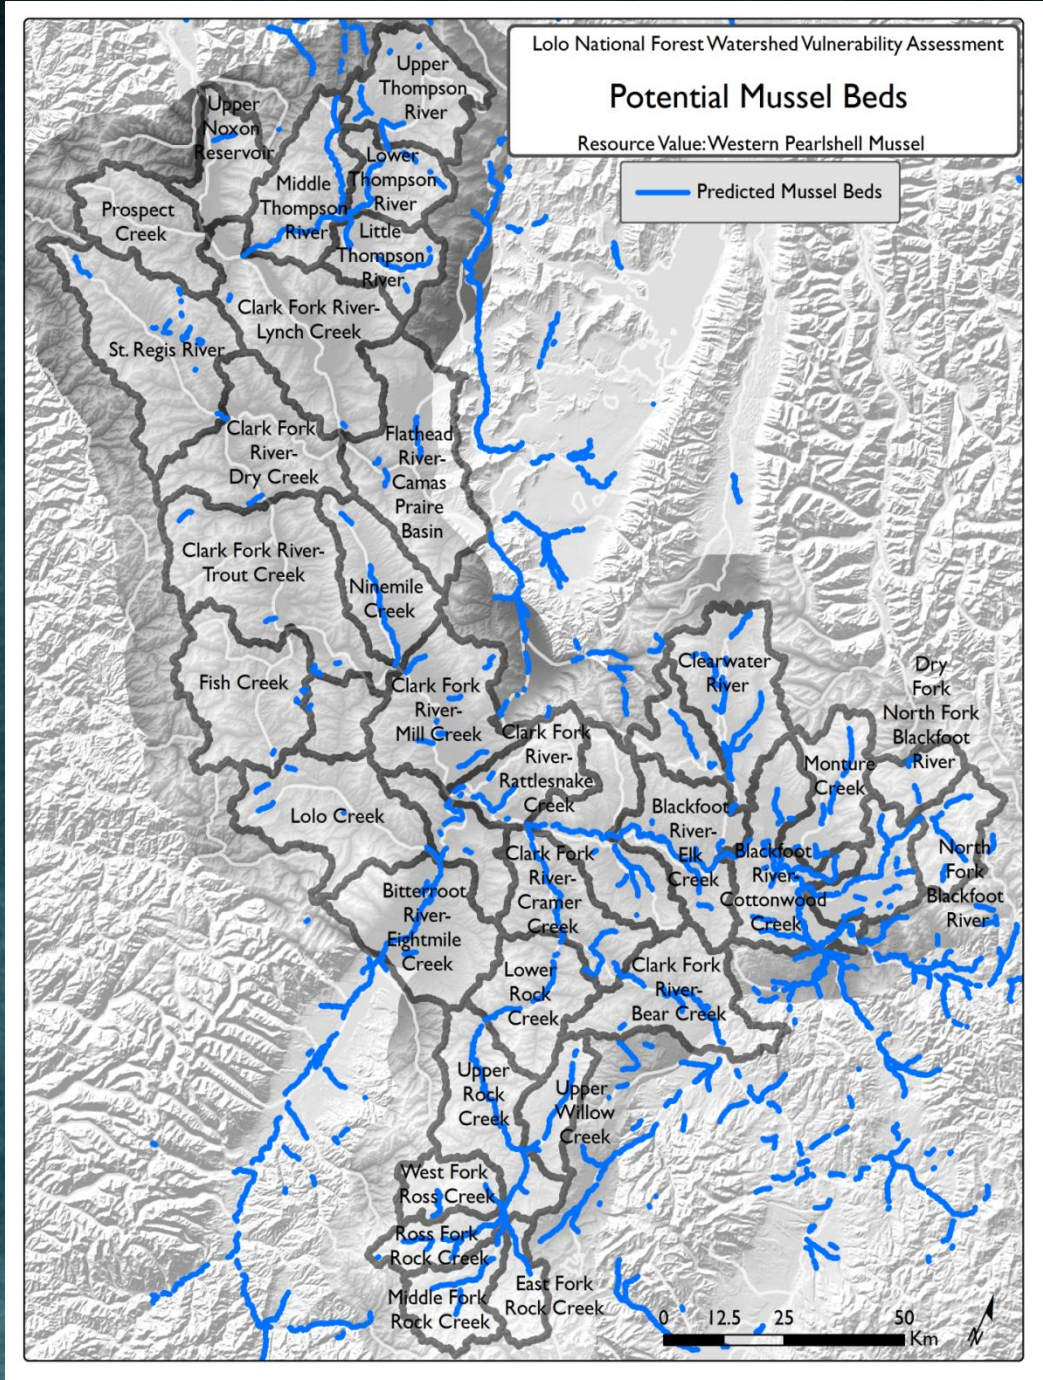 Lolo National Forest Watershed Vulnerability Assessment
Potential Mussel Beds
Resource Value: Western Pearlshell Mussel
Predicted Mussel Beds
Upper
Thompson
River
Upper
Noxon
Reservoir
Lower
Thompson
River
Middle
Thompson
River
Prospect
Creek
Little
Thompson
River
Clark Fork River-
Lynch Creek
St. Regis River
Clark Fork
River-
Dry Creek
Flathead
River-
Camas
Praire
Basin
Clark Fork River-
Trout Creek
Ninemile
Creek
Fish Creek
Clark Fork
River-
Mill Creek
Clearwater
River
Dry
Fork
North Fork
Blackfoot
River
Clark Fork
River-
Rattlesnake
Creek
Monture
Creek
Lolo Creek
Blackfoot
River-
Elk
Creek
Clark Fork
River-
Cramer
Creek
Blackfoot
River-
Cottonwood
Creek
North
Fork
Blackfoot
River
Bitterroot
River-
Eightmile
Creek
Lower
Rock
Creek
Clark Fork
River-
Bear Creek
Upper
Rock
Creek
Upper
Willow
Creek
West Fork
Ross Creek
Ross Fork
Rock Creek
Middle Fork
Rock Creek
East Fork
Rock Creek
0 12.5 25 50
Km
N